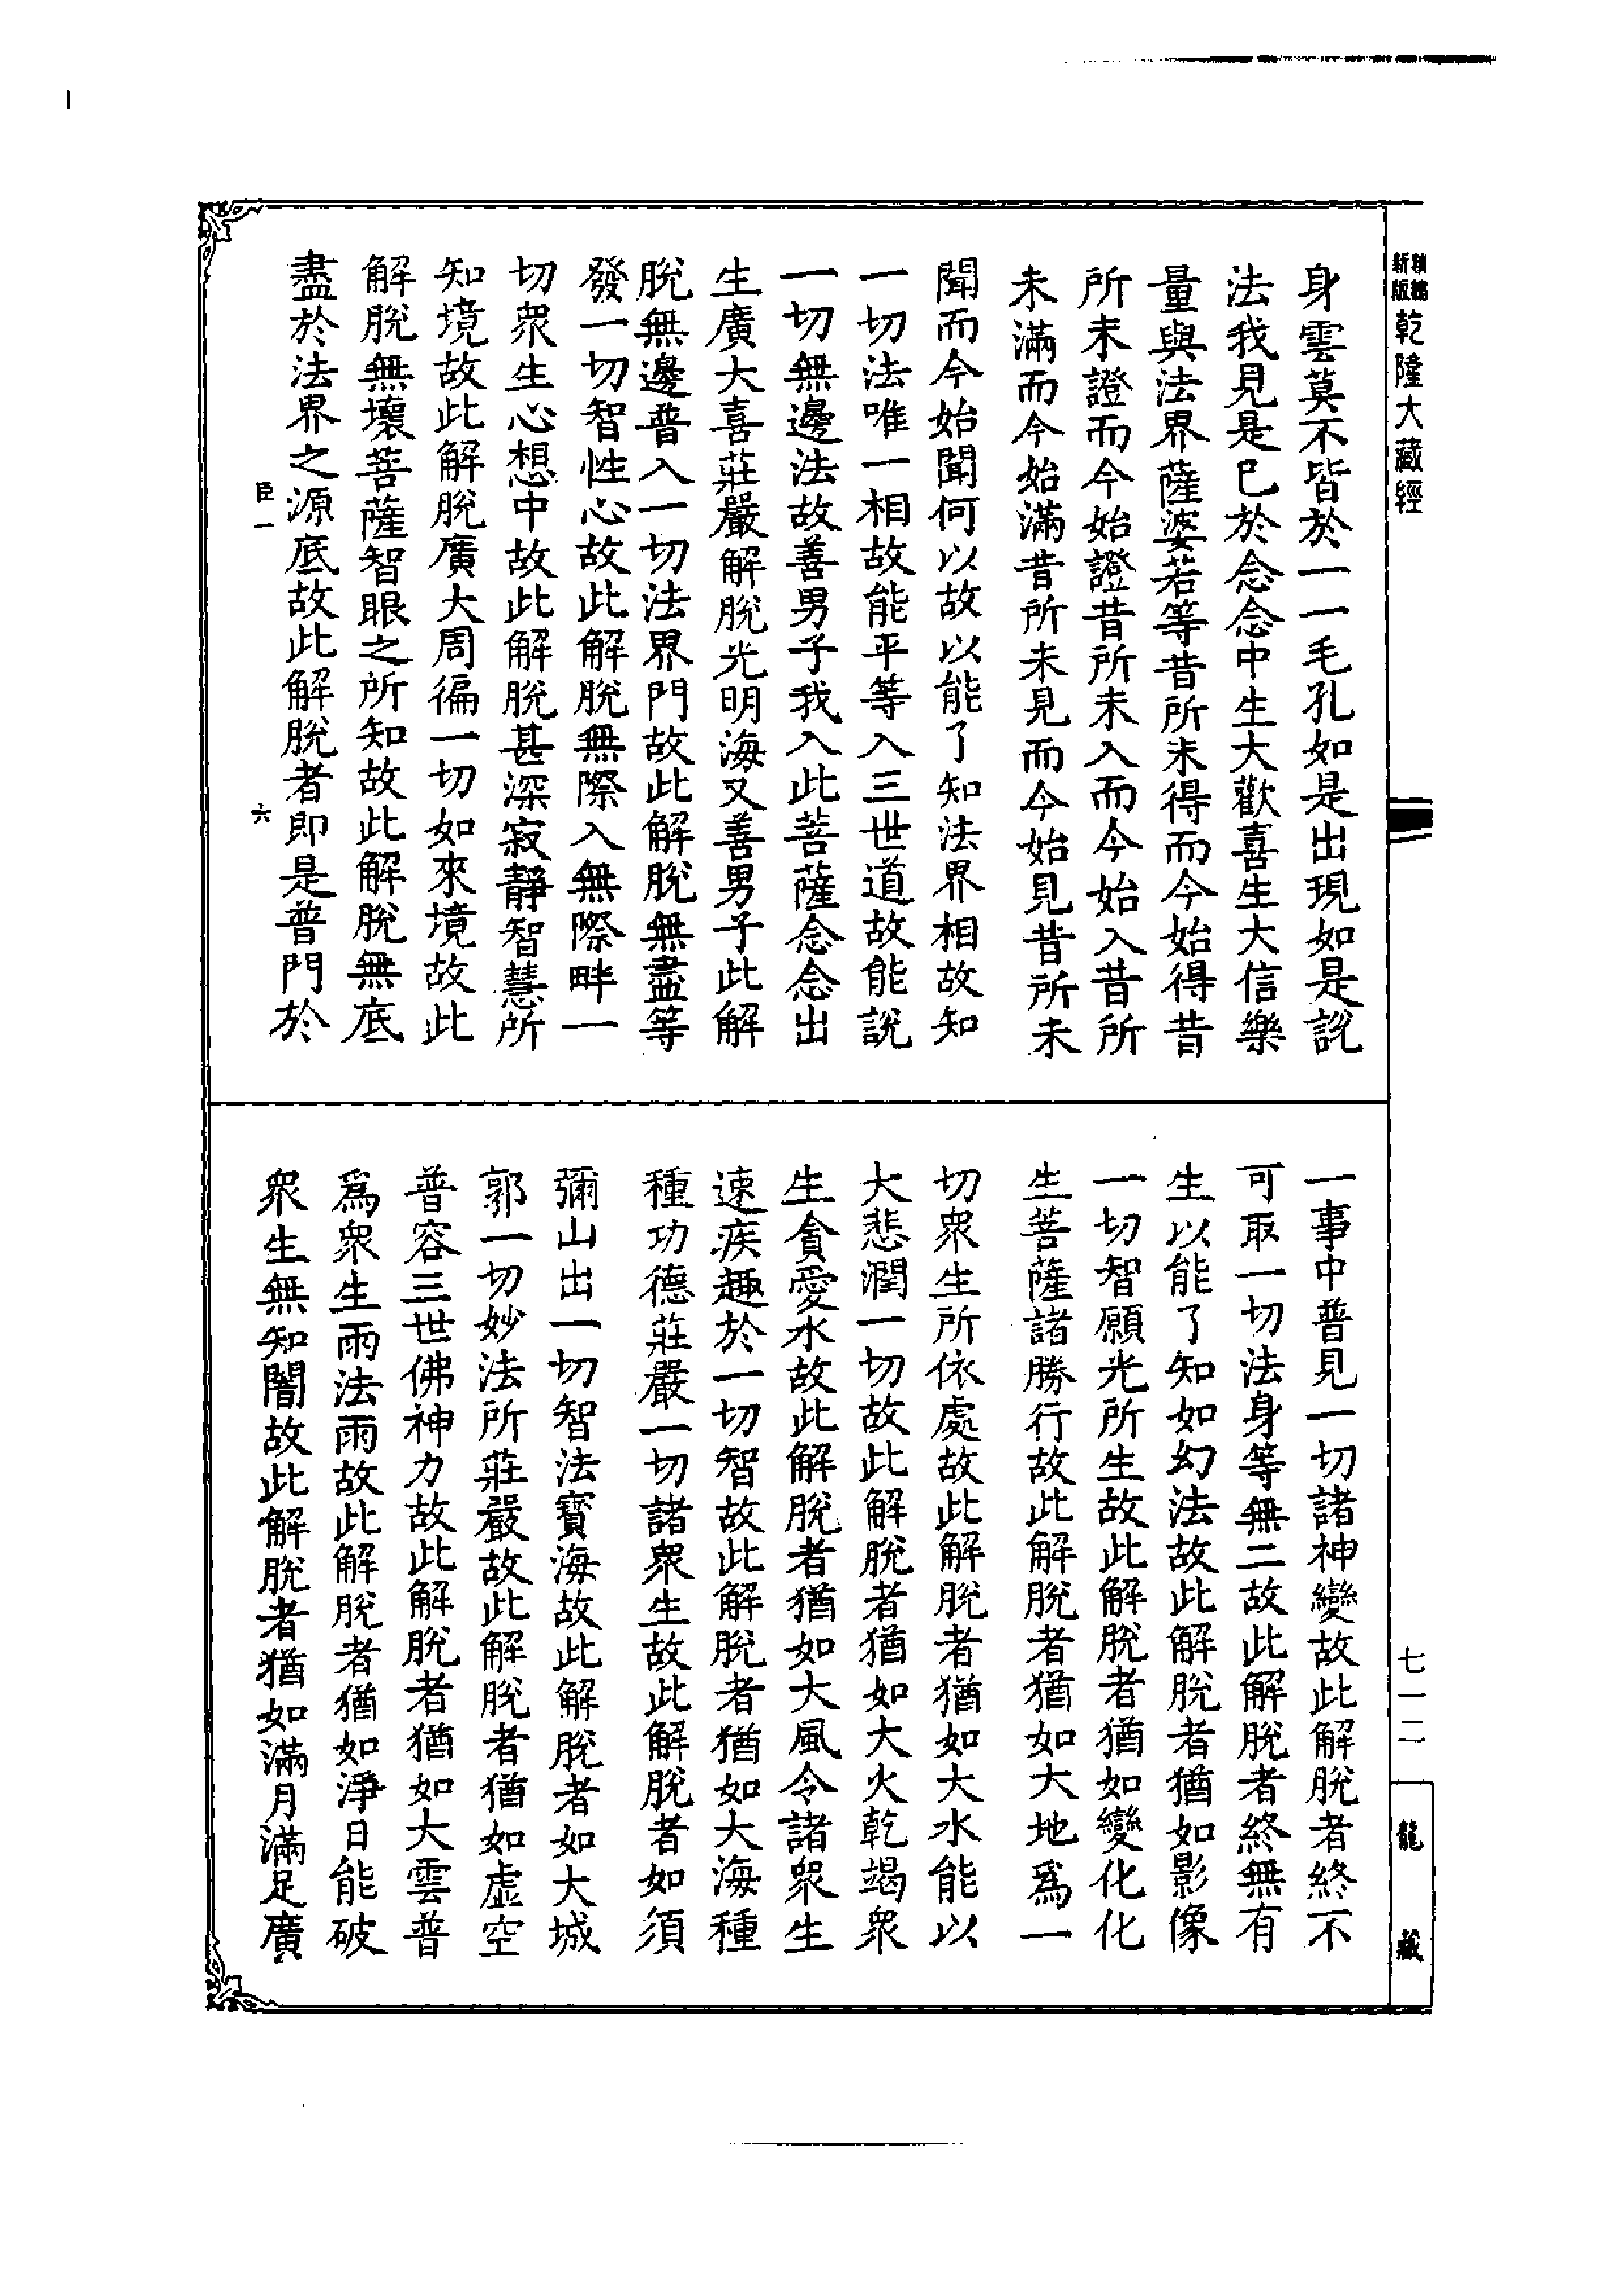 新版精縮乾隆大藏經
身雲莫不皆於一一毛孔如是出現如是說
法我見是巳於念念中生大歡喜生大信樂
量與法界薩婆若等昔所未得而今始得昔
所未證而今始證昔所未入而今始入昔所
未滿而今始滿昔所未見而今始見昔所未
聞而今始聞何以故以能了知法界相故知
一切法唯一相故能平等入三世道故能說
一切無邊法故善男子我入此菩薩念念出
生廣大喜莊嚴解脫光明海又善男子此解
脫無邊普入一切法界門故此解脫無盡等
發一切智性心故此解脫無際入無際畔一
切眾生心想中故此解脫甚深寂靜智慧所
知境故此解脫廣大周徧一切如來境故此
解脫無壞菩薩智眼之所知故此解脫無底
盡於法界之源底故此解脫者即是普門於
臣一 六
一事中普見一切諸神變故此解脫者終不
可取一切法身等無二故此解脫者終無有
生以能了知如幻法故此解脫者猶如影像
一切智願光所生故此解脫者猶如變化化
生菩薩諸勝行故此解脫者猶如大地為一
切眾生所依處故此解脫者猶如大水能以
大悲潤一切故此解脫者猶如大火乾竭眾
生貪愛水故此解脫者猶如大風令諸眾生
速疾趣於一切智故此解脫者猶如大海種
種功德莊嚴一切諸眾生故此解脫者如須
彌山出一切智法寶海故此解脫者如大城
郭一切妙法所莊嚴故此解脫者猶如虛空
普容三世佛神力故此解脫者猶如大雲普
為眾生雨法雨故此解脫者猶如淨日能破
眾生無知闇故此解脫者猶如滿月滿足廣
七一二
龍藏